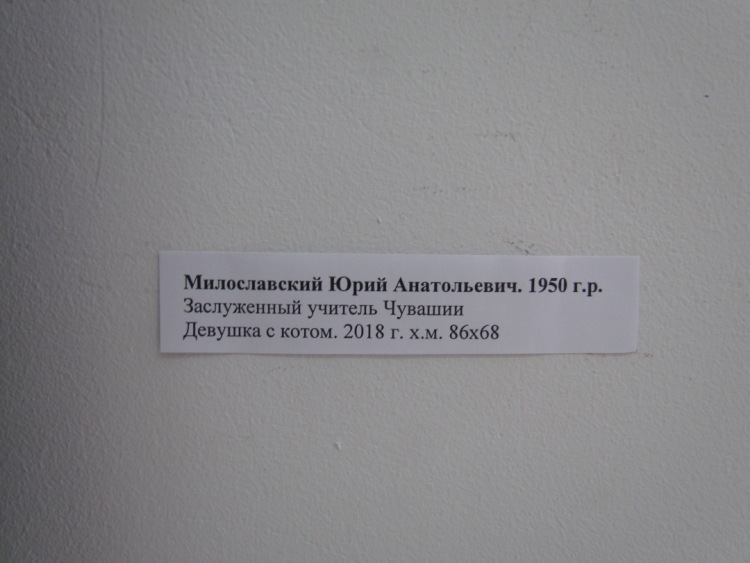 Милославский Юрий Анатольевич. 1950 г.р.
Заслуженный учитель Чувашии
Девушка с котом. 2018 г. х.м. 86х68